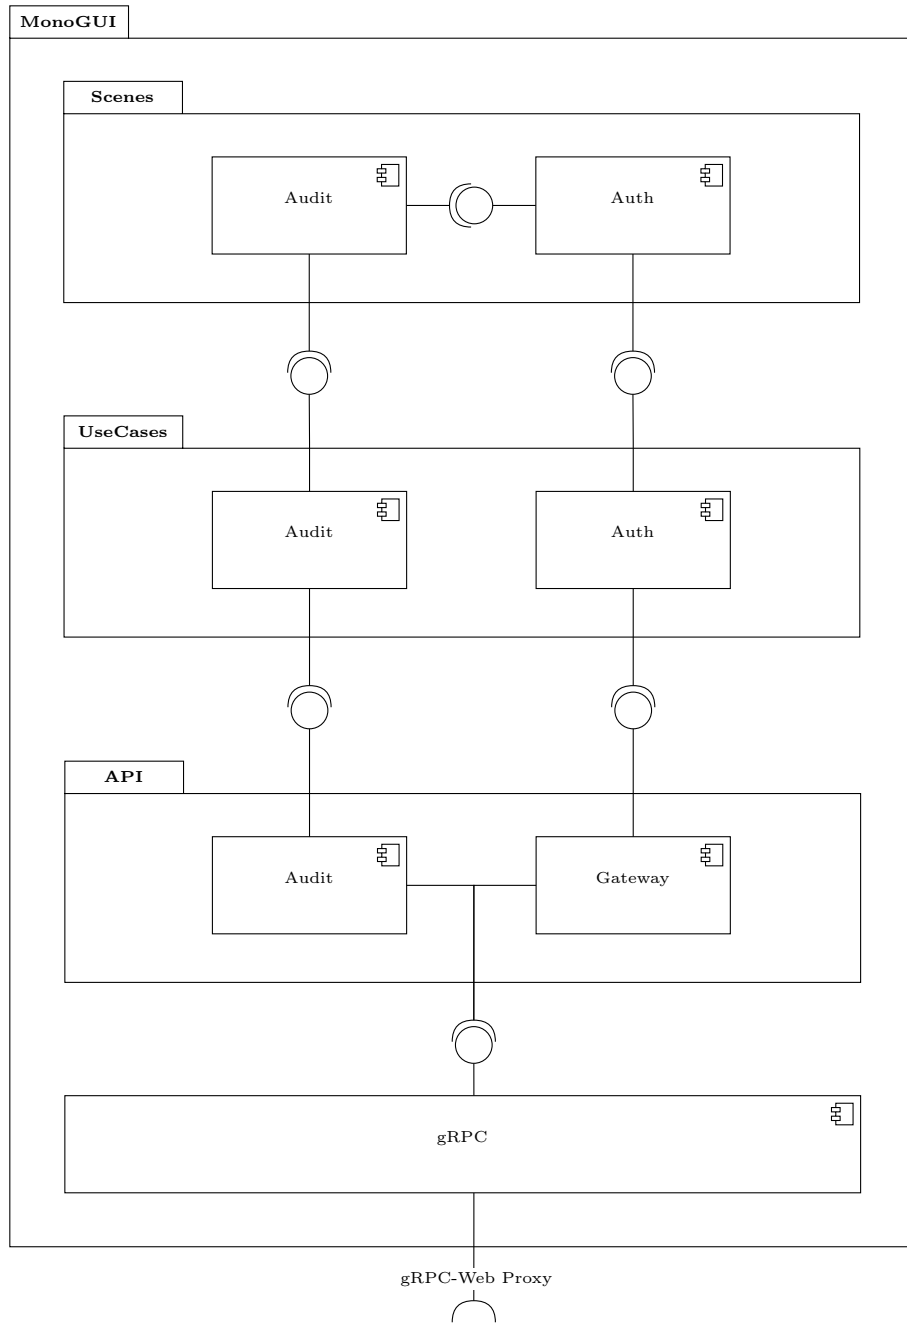 MonoGUI
Scenes
Audit
Auth
UseCases
Audit
Auth
API
Audit
Gateway
gRPC
gRPC-Web Proxy